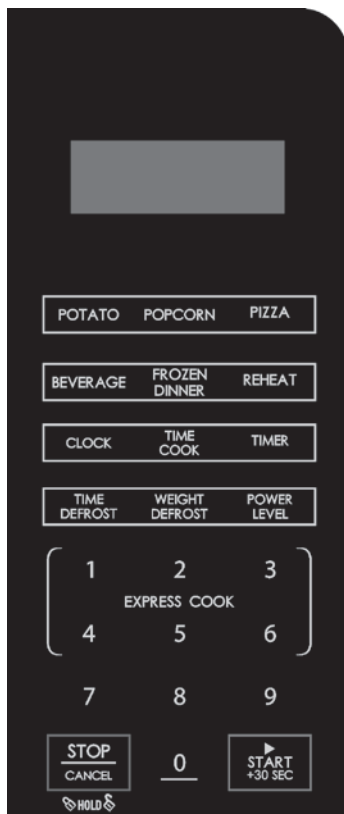 POTATO POPCORN PIZZA
BEVERAGE FROZEN DINNER REHEAT
CLOCK TIME COOK TIMER
TIME DEFROST WEIGHT DEFROST POWER LEVEL
1 2 3
EXPRESS COOK
4 5 6
7 8 9
STOP 0 START
CANCEL +30 SEC
HOLD